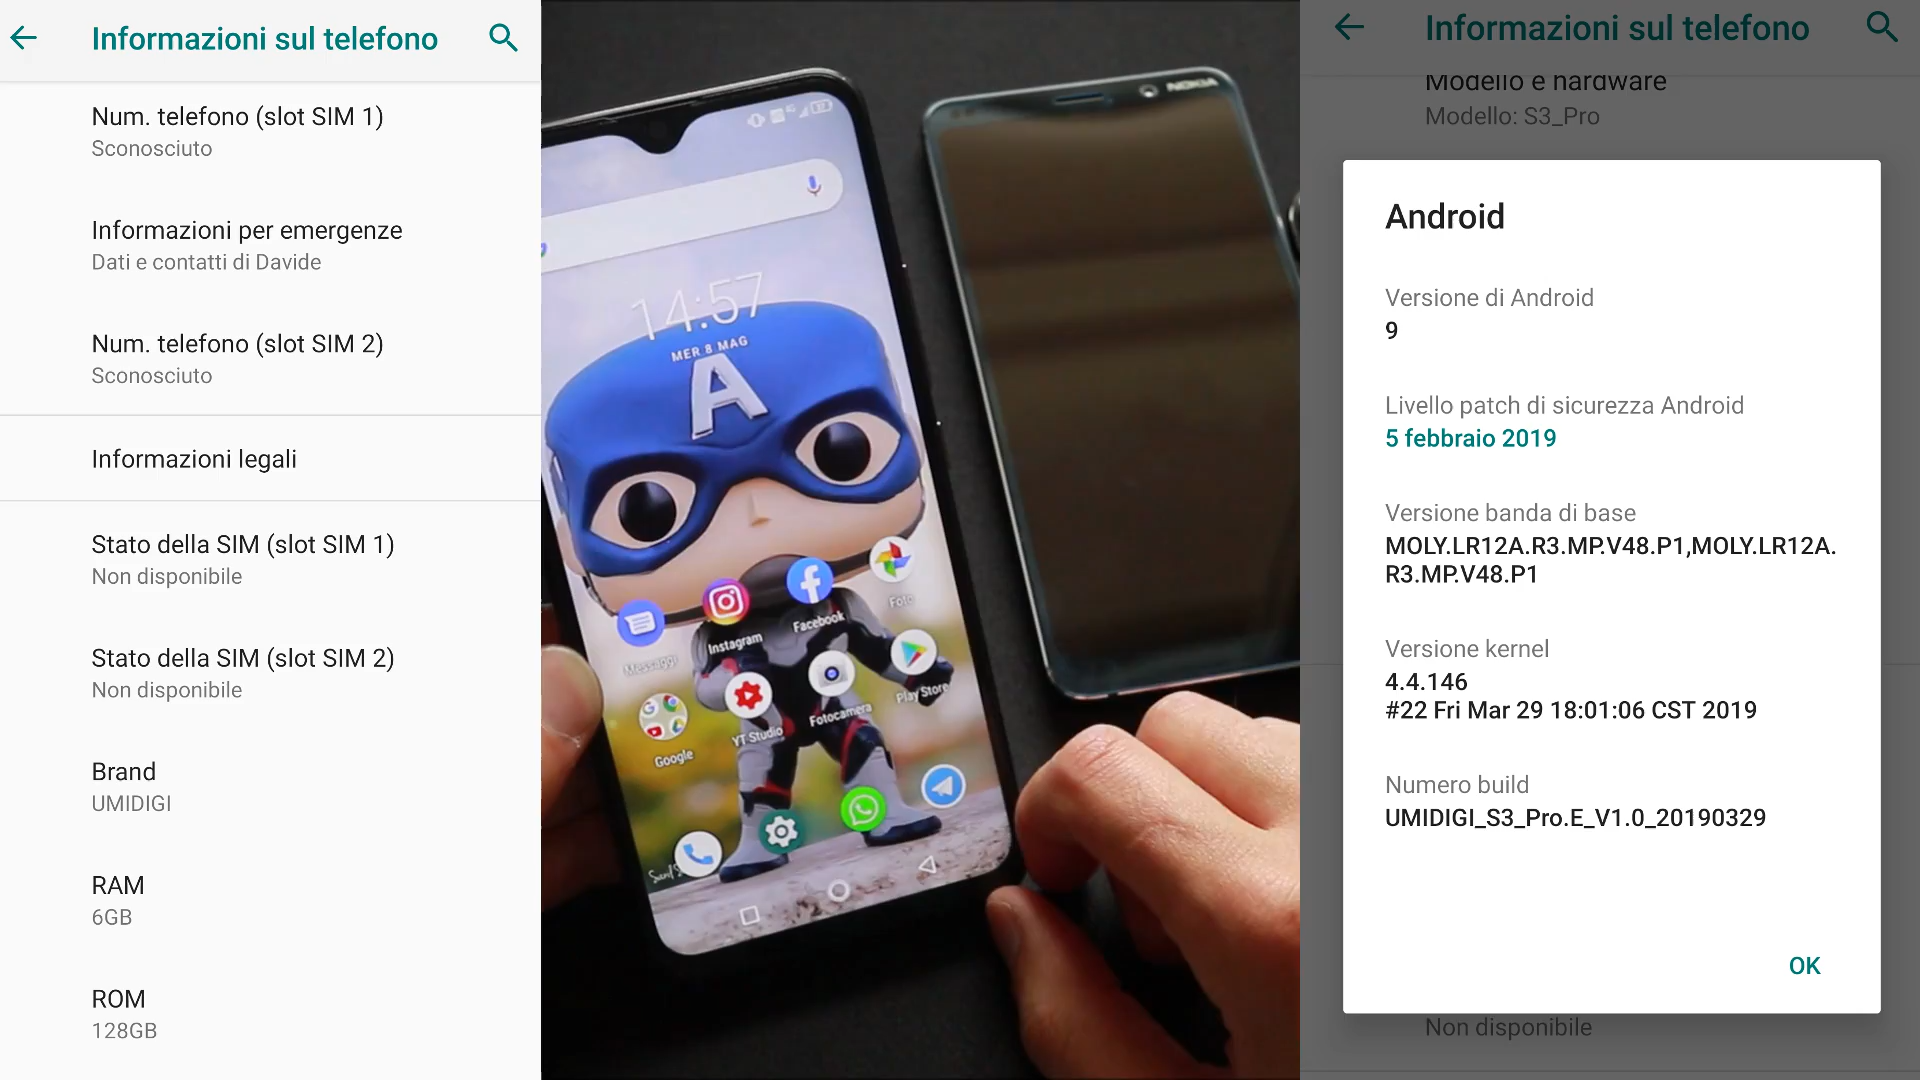 Informazioni sul telefono
Num. telefono (slot SIM 1)
Sconosciuto
Informazioni per emergenze
Dati e contatti di Davide
Num. telefono (slot SIM 2)
Sconosciuto
Informazioni legali
Stato della SIM (slot SIM 1)
Non disponibile
Stato della SIM (slot SIM 2)
Non disponibile
Brand
UMIDIGI
RAM
6GB
ROM
128GB
NOKIA
14:57
MER 8 MAG
A
Messaggi
Instagram
Facebook
Foto
Google
YT Studio
Fotocamera
Play Store
Informazioni sul telefono
Modello e hardware
Modello: S3_Pro
Android
Versione di Android
9
Livello patch di sicurezza Android
5 febbraio 2019
Versione banda di base
MOLY.LR12A.R3.MP.V48.P1,MOLY.LR12A.
R3.MP.V48.P1
Versione kernel
4.4.146
#22 Fri Mar 29 18:01:06 CST 2019
Numero build
UMIDIGI_S3_Pro.E_V1.0_20190329
OK
Non disponibile